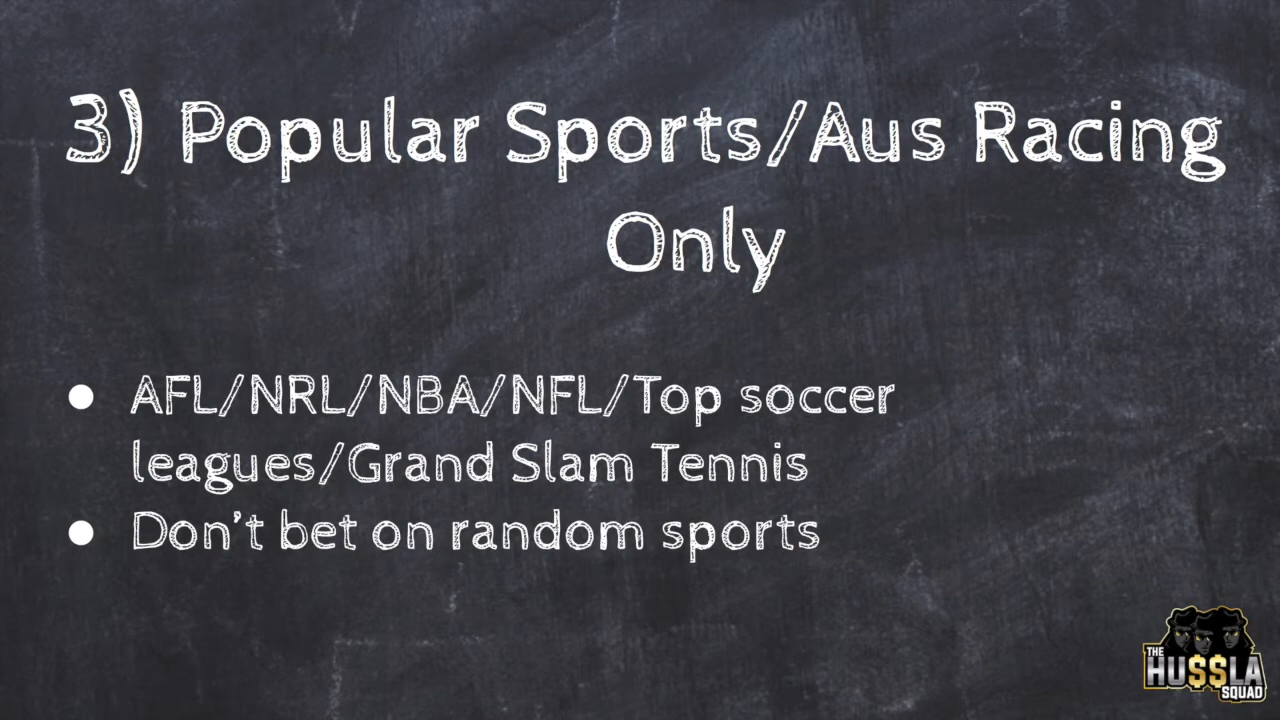 3) Popular Sports/Aus Racing
Only
● AFL/NRL/NBA/NFL/Top soccer
leagues/Grand Slam Tennis
● Don't bet on random sports
THE
HU$$LA
SQUAD